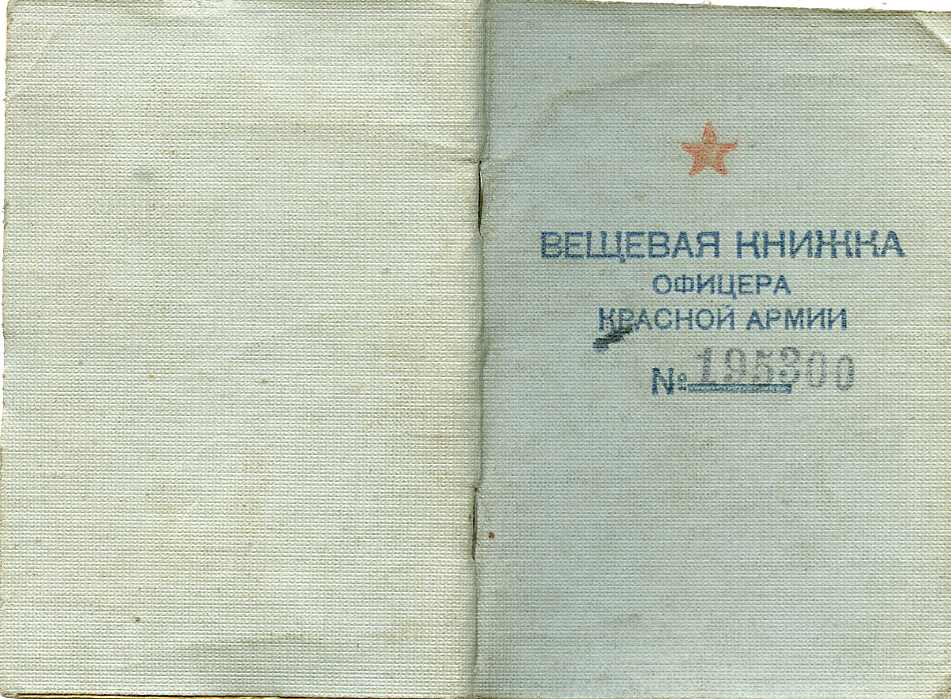 ВЕЩЕВАЯ КНИЖКА
ОФИЦЕРА
КРАСНОЙ АРМИИ
№ 195300